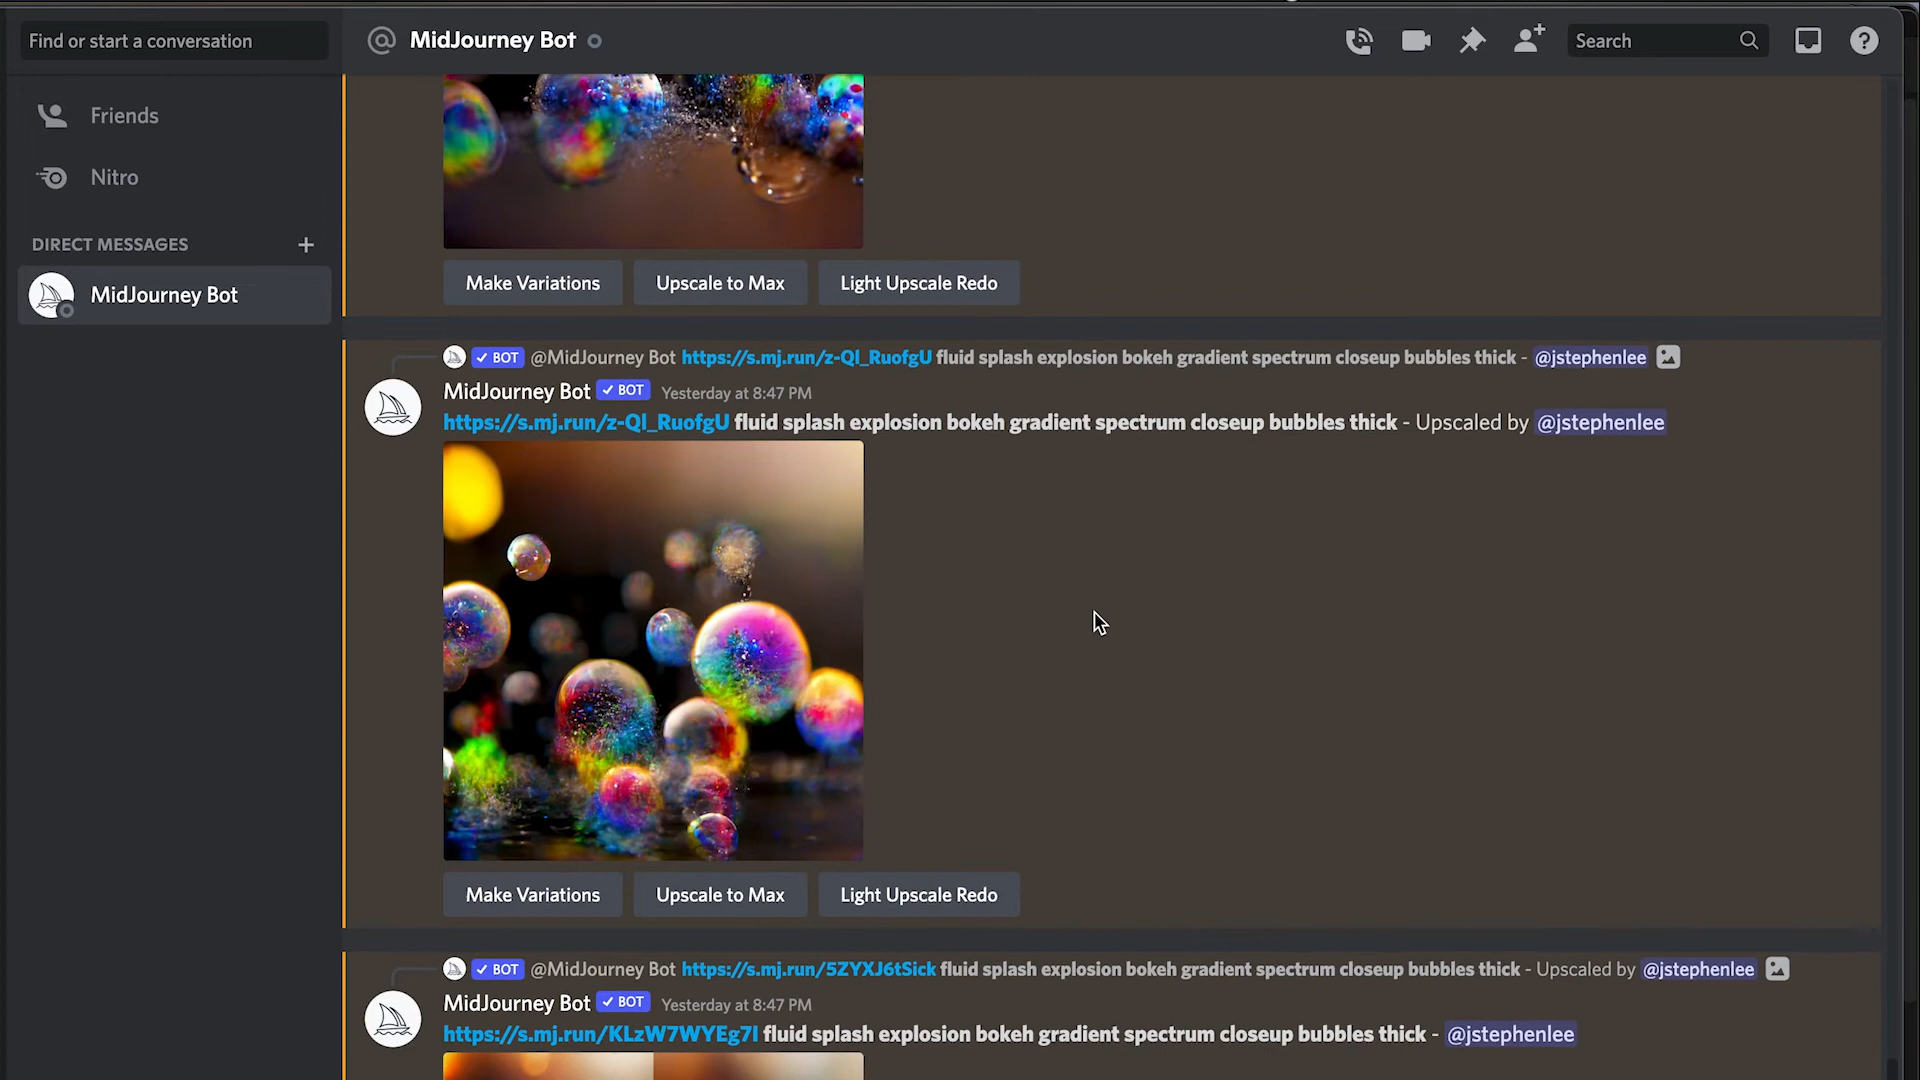 Find or start a conversation
MidJourney Bot
Search
Friends
Nitro
DIRECT MESSAGES
MidJourney Bot
Make Variations
Upscale to Max
Light Upscale Redo
BOT @MidJourney Bot https://s.mj.run/z-Ql_RuofgU fluid splash explosion bokeh gradient spectrum closeup bubbles thick - @jstephenlee
MidJourney Bot BOT Yesterday at 8:47 PM
https://s.mj.run/z-Ql_RuofgU fluid splash explosion bokeh gradient spectrum closeup bubbles thick - Upscaled by @jstephenlee
Make Variations
Upscale to Max
Light Upscale Redo
BOT @MidJourney Bot https://s.mj.run/5ZYXJ6tSick fluid splash explosion bokeh gradient spectrum closeup bubbles thick - Upscaled by @jstephenlee
MidJourney Bot BOT Yesterday at 8:47 PM
https://s.mj.run/KLzW7WYEg7I fluid splash explosion bokeh gradient spectrum closeup bubbles thick - @jstephenlee